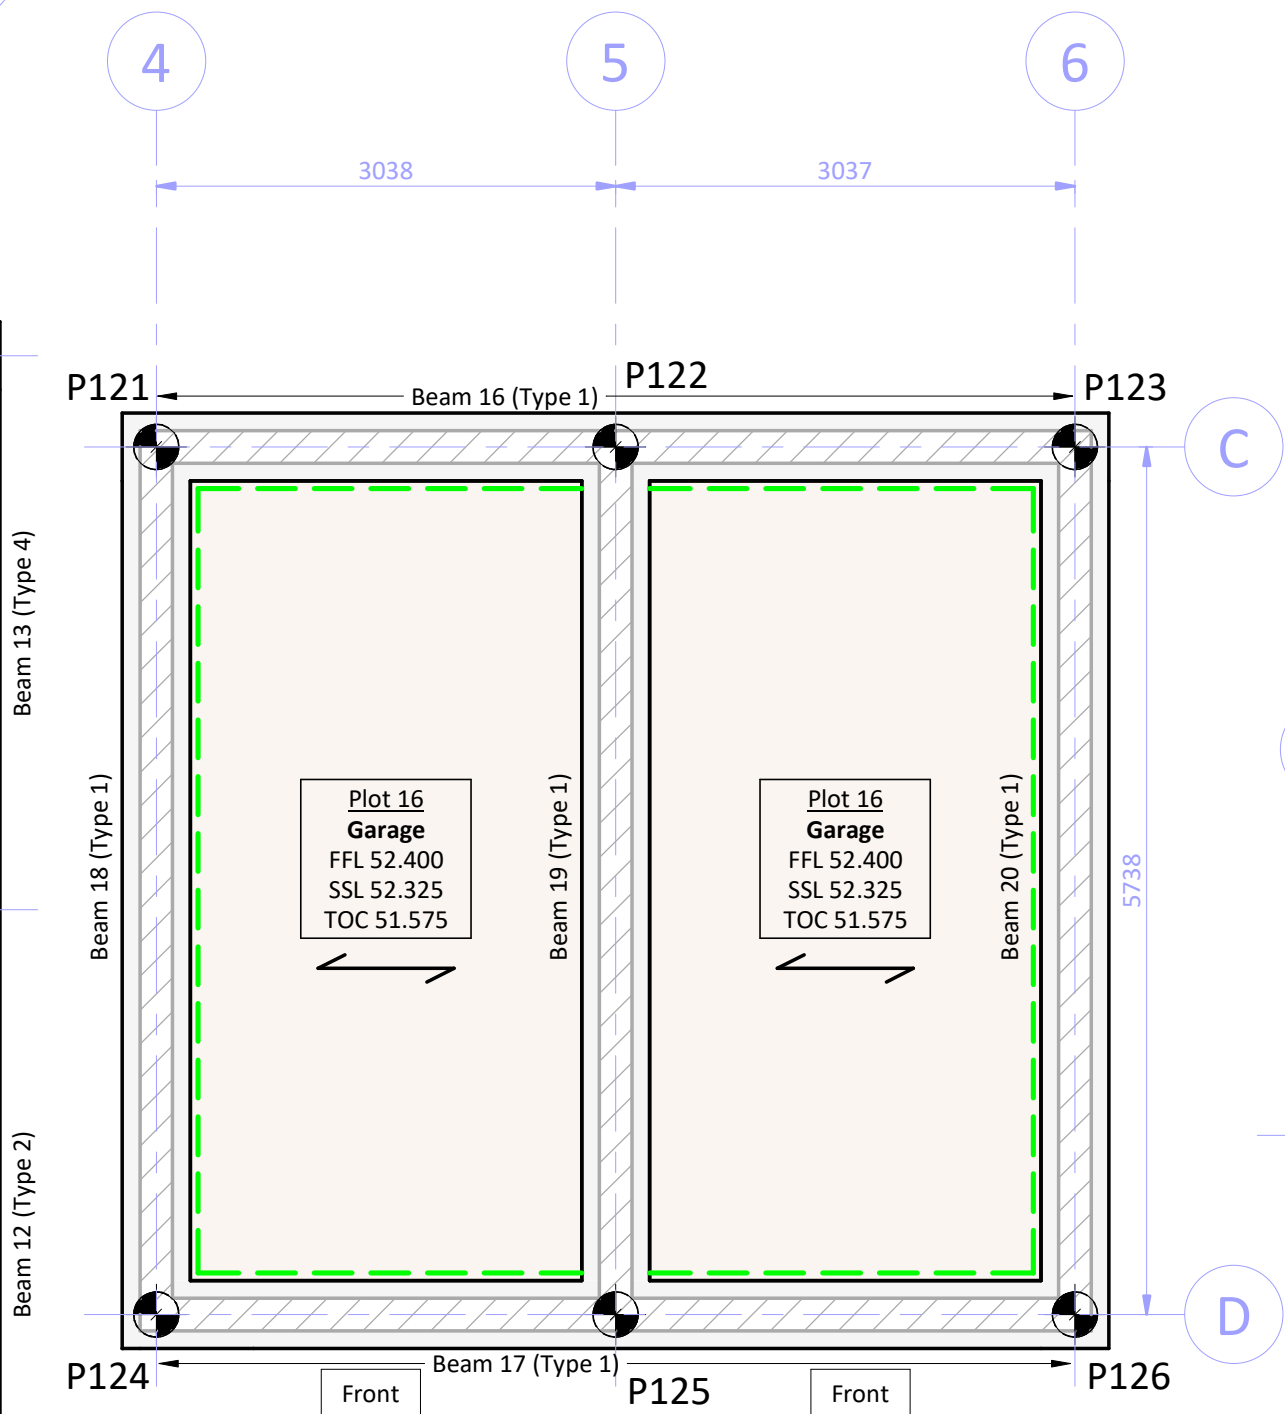 4
5
6
3038
3037
P121
Beam 16 (Type 1)
P122
P123
C
Beam 13 (Type 4)
Beam 18 (Type 1)
Plot 16
Garage
FFL 52.400
SSL 52.325
TOC 51.575
Beam 19 (Type 1)
Plot 16
Garage
FFL 52.400
SSL 52.325
TOC 51.575
Beam 20 (Type 1)
5738
Beam 12 (Type 2)
D
P124
Beam 17 (Type 1)
P125
P126
Front
Front